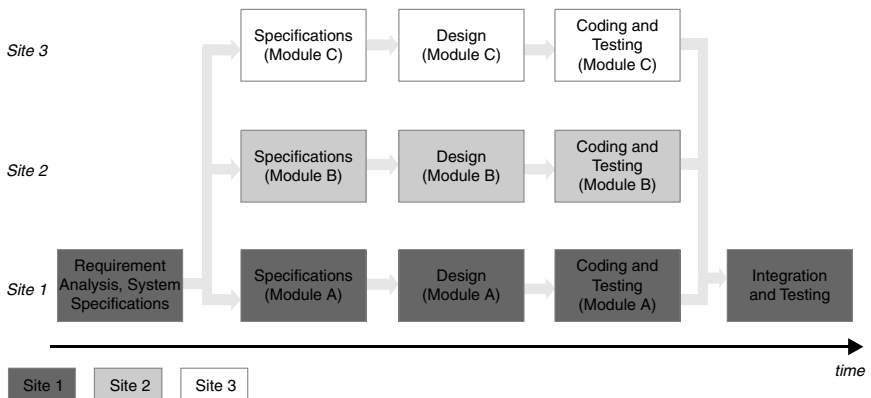 Site 3
Specifications
(Module C)
Design
(Module C)
Coding and
Testing
(Module C)
Site 2
Specifications
(Module B)
Design
(Module B)
Coding and
Testing
(Module B)
Site 1
Requirement
Analysis, System
Specifications
Specifications
(Module A)
Design
(Module A)
Coding and
Testing
(Module A)
Integration
and Testing
time
Site 1
Site 2
Site 3